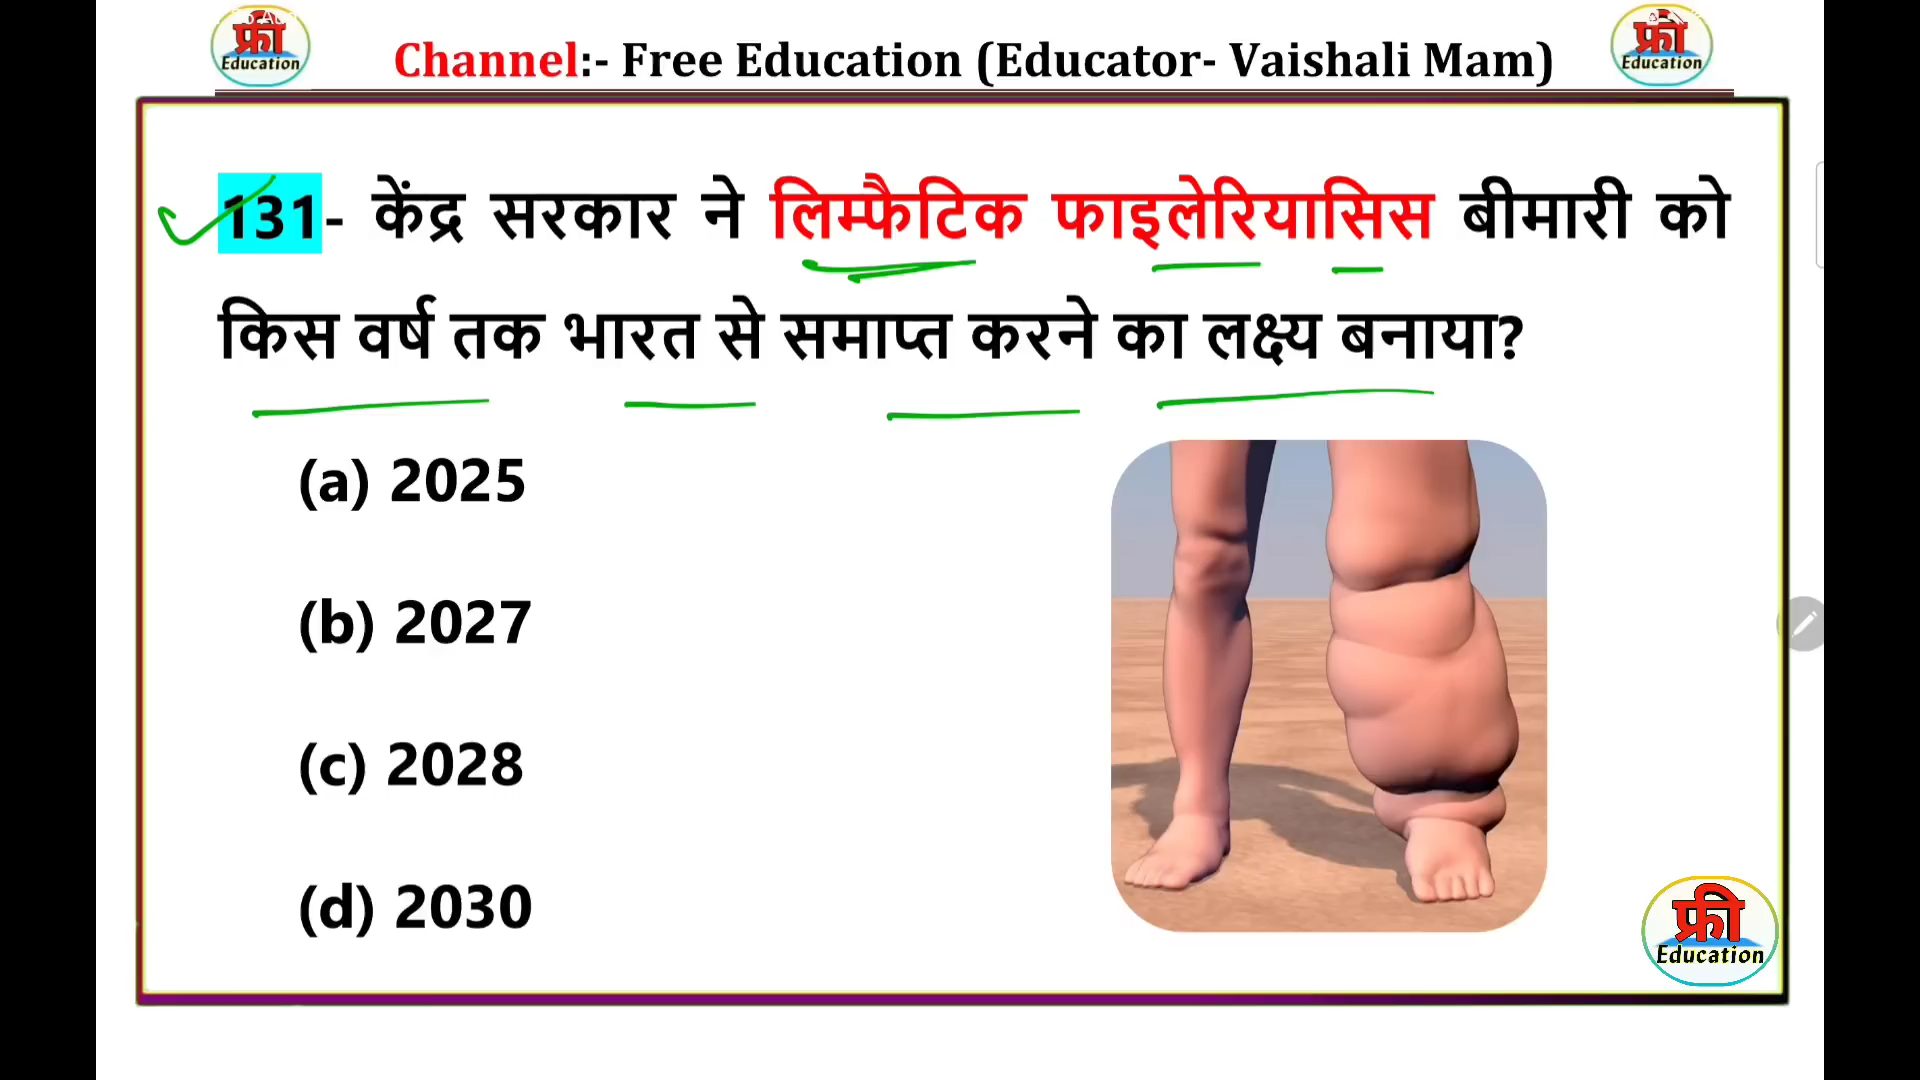 फ्री
Education
Channel:- Free Education (Educator- Vaishali Mam)
फ्री
Education
131- केंद्र सरकार ने लिम्फैटिक फाइलेरियासिस बीमारी को
किस वर्ष तक भारत से समाप्त करने का लक्ष्य बनाया?
(a) 2025
(b) 2027
(c) 2028
(d) 2030
फ्री
Education